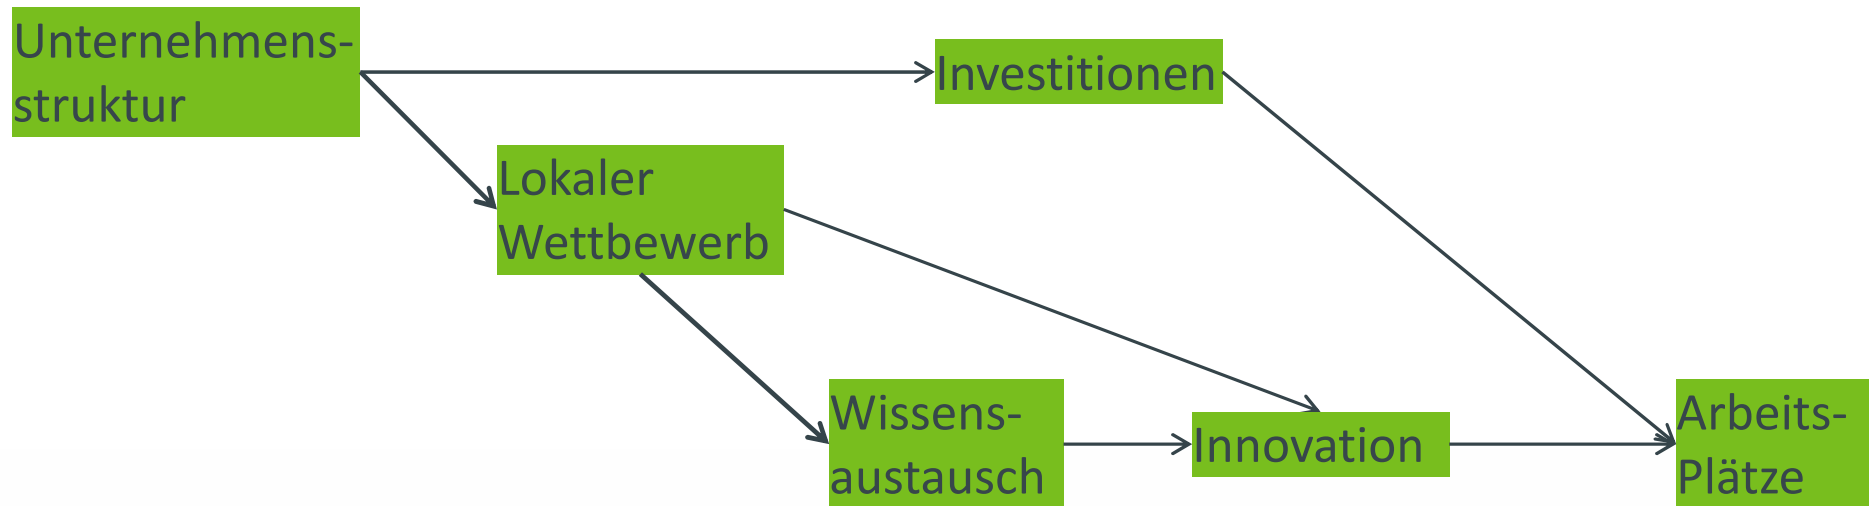 Unternehmens-
struktur
Investitionen
Lokaler
Wettbewerb
Wissens-
austausch
Innovation
Arbeits-
Plätze